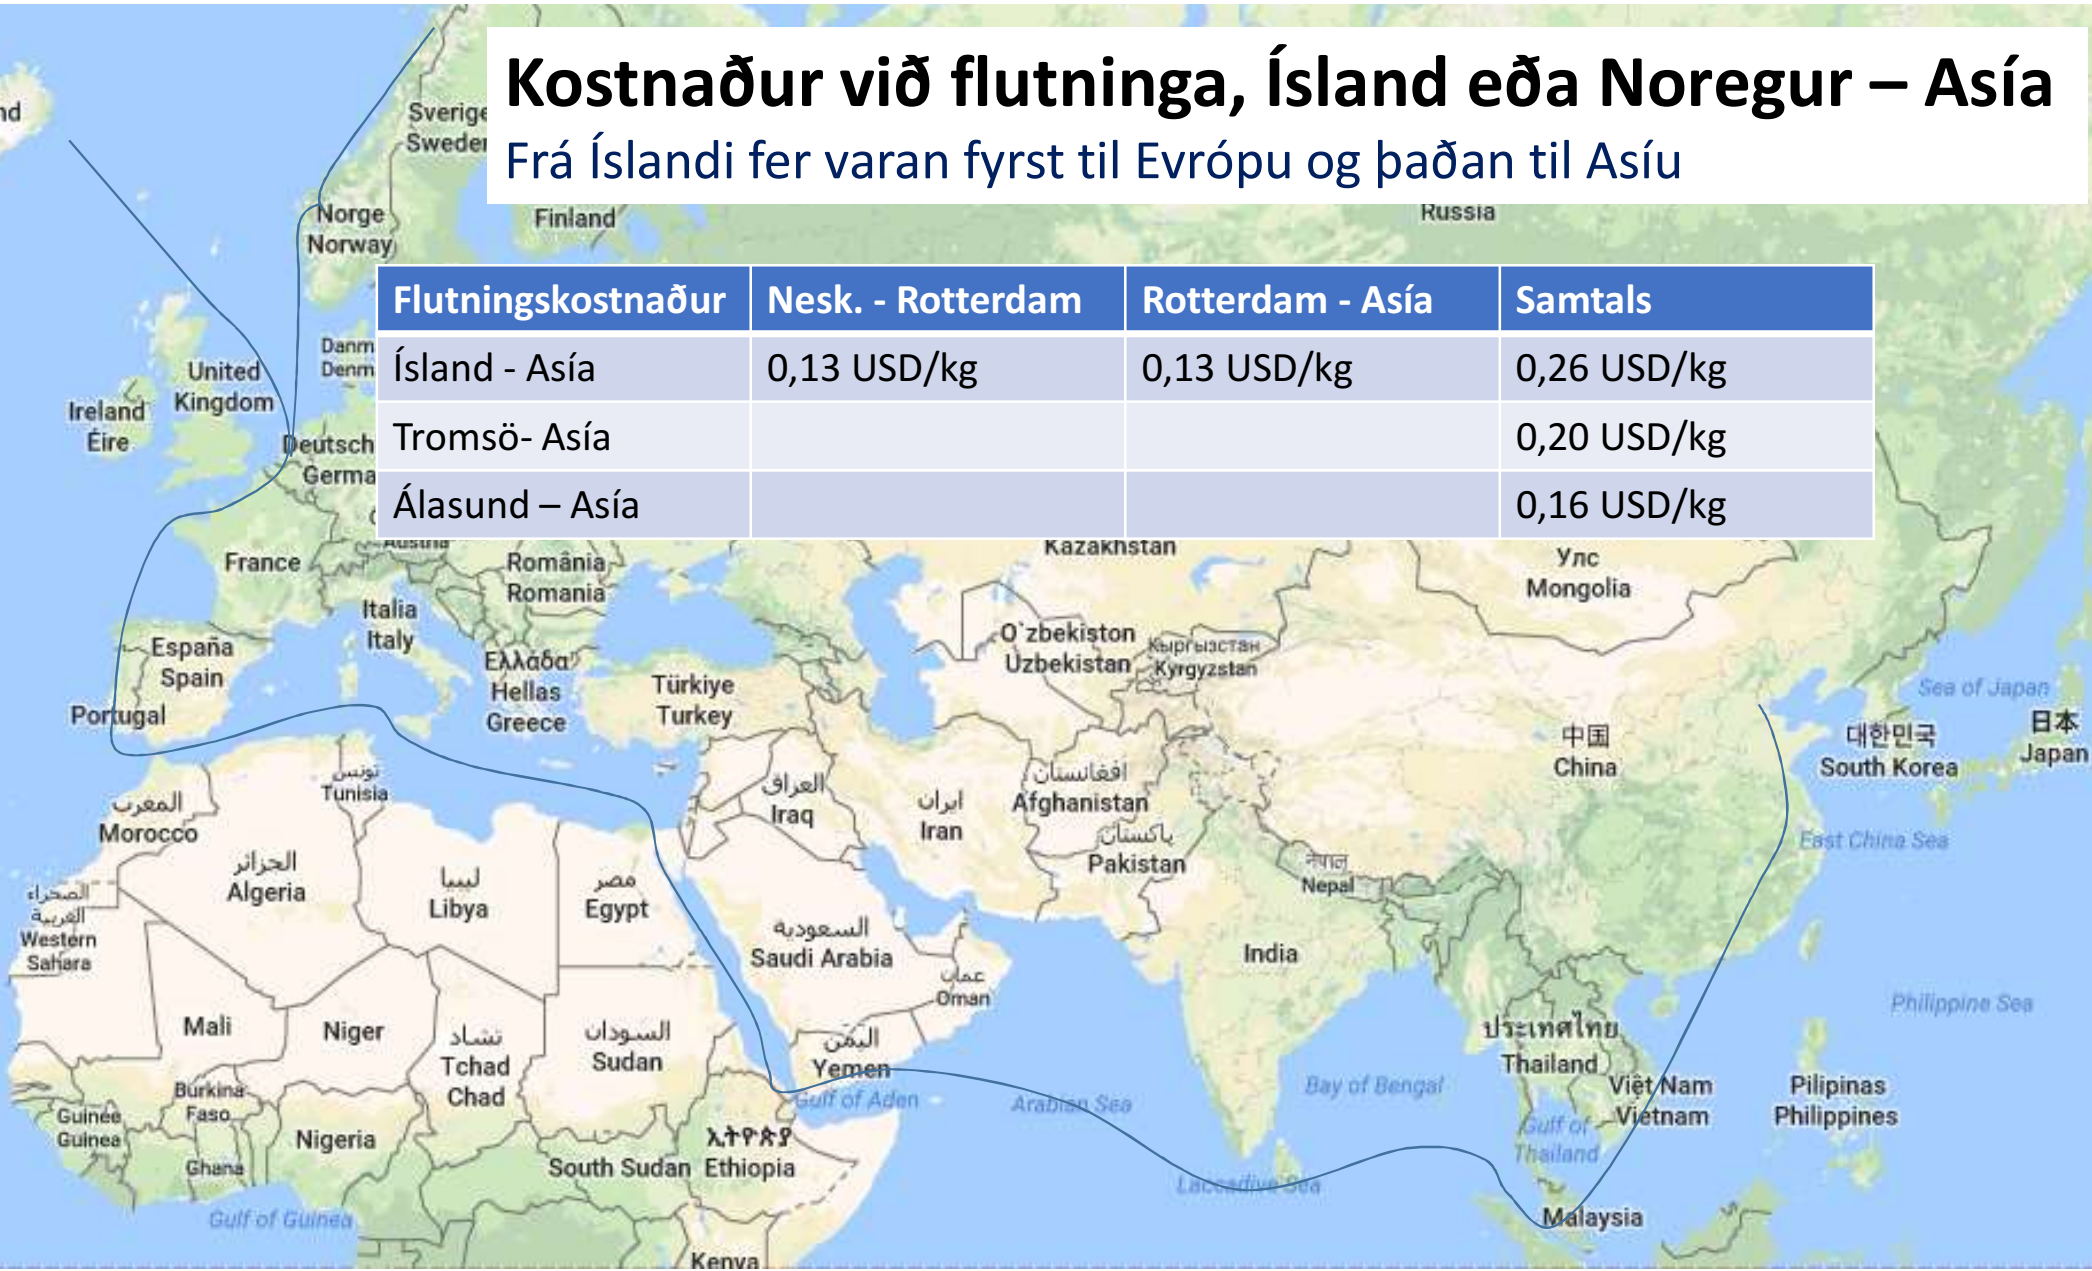 Kostnaður við flutninga, Ísland eða Noregur – Asía
Frá Íslandi fer varan fyrst til Evrópu og þaðan til Asíu
nd
Sverige
Sweden
Norge
Norway
Finland
Russia
Flutningskostnaður Nesk. - Rotterdam Rotterdam - Asía Samtals
Ísland - Asía 0,13 USD/kg 0,13 USD/kg 0,26 USD/kg
Tromsö- Asía 0,20 USD/kg
Álasund – Asía 0,16 USD/kg
Danm
Denm
United
Kingdom
Ireland
Éire
Deutsch
Germa
Austria
France
România
Romania
Kazakhstan
Улс
Mongolia
Italia
Italy
O'zbekiston
Uzbekistan
Кыргызстан
Kyrgyzstan
España
Spain
Portugal
Ελλάδα
Hellas
Greece
Türkiye
Turkey
Sea of Japan
中国
China
대한민국
South Korea
日本
Japan
تونس
Tunisia
المغرب
Morocco
العراق
Iraq
ایران
Iran
افغانستان
Afghanistan
پاکستان
Pakistan
East China Sea
الجزائر
Algeria
ليبيا
Libya
مصر
Egypt
नेपाल
Nepal
الصحراء
الغربية
Western
Sahara
السعودية
Saudi Arabia
عمان
Oman
India
Mali
Niger
تشاد
Tchad
Chad
السودان
Sudan
اليمن
Yemen
Philippine Sea
ประเทศไทย
Thailand
Việt Nam
Vietnam
Pilipinas
Philippines
Burkina
Faso
Guinée
Guinea
Ghana
Nigeria
Gulf of Aden
Arabian Sea
Bay of Bengal
Gulf of
Thailand
South Sudan
ኢትዮጵያ
Ethiopia
Laccadive Sea
Malaysia
Gulf of Guinea
Kenya